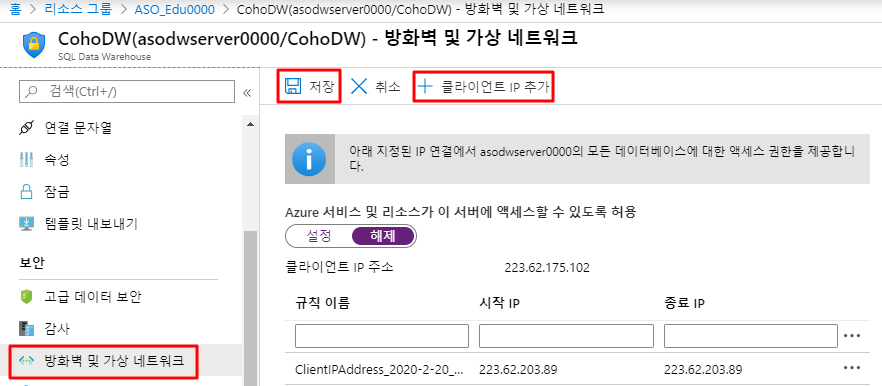 홈 > 리소스 그룹 > ASO_Edu0000 > CohoDW(asodwserver0000/CohoDW) - 방화벽 및 가상 네트워크
CohoDW(asodwserver0000/CohoDW) - 방화벽 및 가상 네트워크
SQL Data Warehouse
검색(Ctrl+/)
«
저장
취소
클라이언트 IP 추가
연결 문자열
속성
잠금
템플릿 내보내기
보안
고급 데이터 보안
감사
방화벽 및 가상 네트워크
아래 지정된 IP 연결에서 asodwserver0000의 모든 데이터베이스에 대한 액세스 권한을 제공합니
다.
Azure 서비스 및 리소스가 이 서버에 액세스할 수 있도록 허용
설정 해제
클라이언트 IP 주소 223.62.175.102
규칙 이름 시작 IP 종료 IP
...
ClientIPAddress_2020-2-20_... 223.62.203.89 223.62.203.89 ...